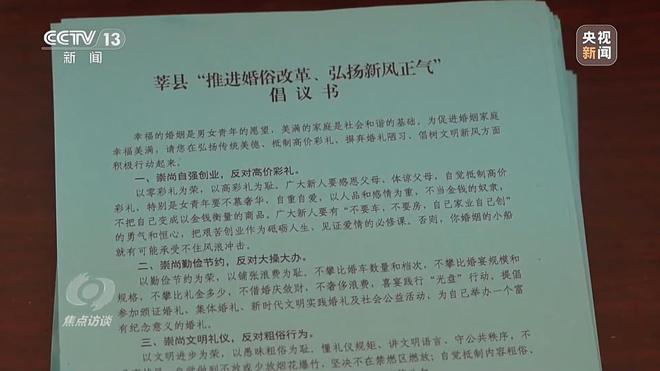 CCTV 13
新闻
央视
新闻
莘县“推进婚俗改革、弘扬新风正气”
倡议书
幸福的婚姻是男女青年的愿望，美满的家庭是社会和谐的基础。为促进婚姻家庭
幸福美满，请您在弘扬传统美德、抵制高价彩礼、摒弃婚礼陋习、倡树文明新风方面
积极行动起来。
一、崇尚自强创业，反对高价彩礼。
以零彩礼为荣，以高彩礼为耻。广大新人要感恩父母、体谅父母，自觉抵制高价
彩礼，特别是女青年要不慕奢华、自重自爱，以人品和感情为重，不当金钱的奴隶，
不把自己变成以金钱衡量的商品。广大新人要有“不要车，不要房，自己家业自己创”
的勇气和恒心，把艰苦创业作为砥砺人生、见证爱情的必修课。否则，你婚姻的小船
就有可能承受不住风浪冲击。
二、崇尚勤俭节约，反对大操大办。
以勤俭节约为荣，以铺张浪费为耻。不攀比婚车数量和档次，不攀比婚宴规模和
规格，不攀比礼金多少，不借婚庆敛财，不奢侈浪费，喜宴践行“光盘”行动。提倡
参加颁证婚礼、集体婚礼、新时代文明实践婚礼及社会公益活动，为自己举办一个富
有纪念意义的婚礼。
三、崇尚文明礼仪，反对粗俗行为。
以文明进步为荣，以愚昧粗俗为耻。懂礼仪规矩、讲文明语言、守公共秩序，不
自觉做到不放或少放烟花爆竹，坚决不在禁燃区燃放；自觉抵制内容粗俗、
焦点访谈